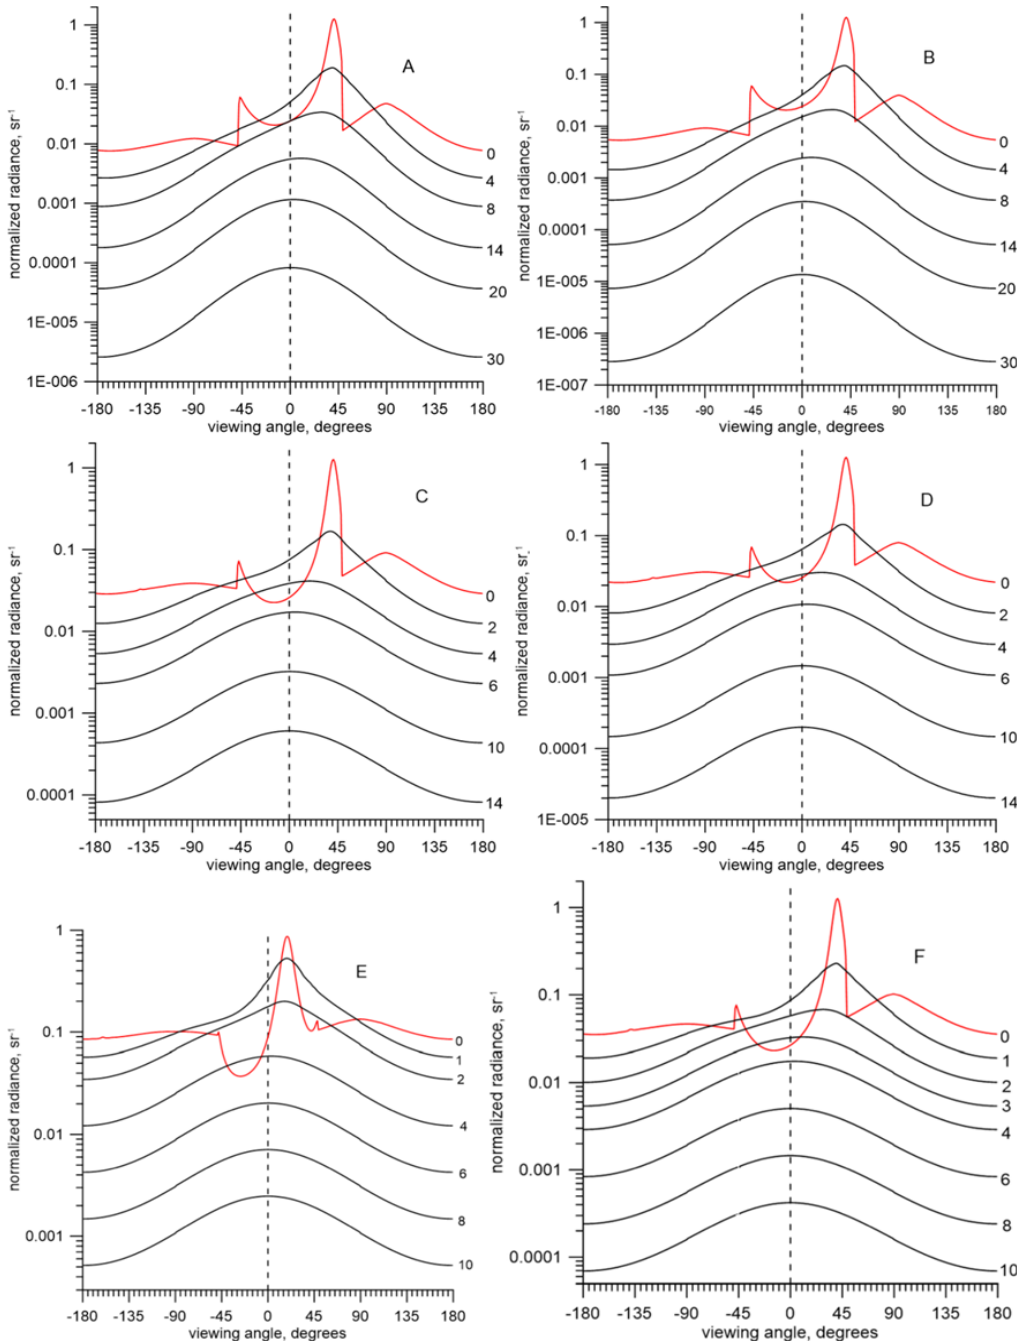 A
normalized radiance, sr⁻¹
1
0.1
0.01
0.001
0.0001
1E-005
1E-006
0
4
8
14
20
30
-180 -135 -90 -45 0 45 90 135 180
viewing angle, degrees
B
normalized radiance, sr⁻¹
1
0.1
0.01
0.001
0.0001
1E-005
1E-006
1E-007
0
4
8
14
20
30
-180 -135 -90 -45 0 45 90 135 180
viewing angle, degrees
C
normalized radiance, sr⁻¹
1
0.1
0.01
0.001
0.0001
0
2
4
6
10
14
-180 -135 -90 -45 0 45 90 135 180
viewing angle, degrees
D
normalized radiance, sr⁻¹
1
0.1
0.01
0.001
0.0001
1E-005
0
2
4
6
10
14
-180 -135 -90 -45 0 45 90 135 180
viewing angle, degrees
E
normalized radiance, sr⁻¹
1
0.1
0.01
0.001
0
1
2
4
6
8
10
-180 -135 -90 -45 0 45 90 135 180
viewing angle, degrees
F
normalized radiance, sr⁻¹
1
0.1
0.01
0.001
0.0001
0
1
2
3
4
6
8
10
-180 -135 -90 -45 0 45 90 135 180
viewing angle, degrees